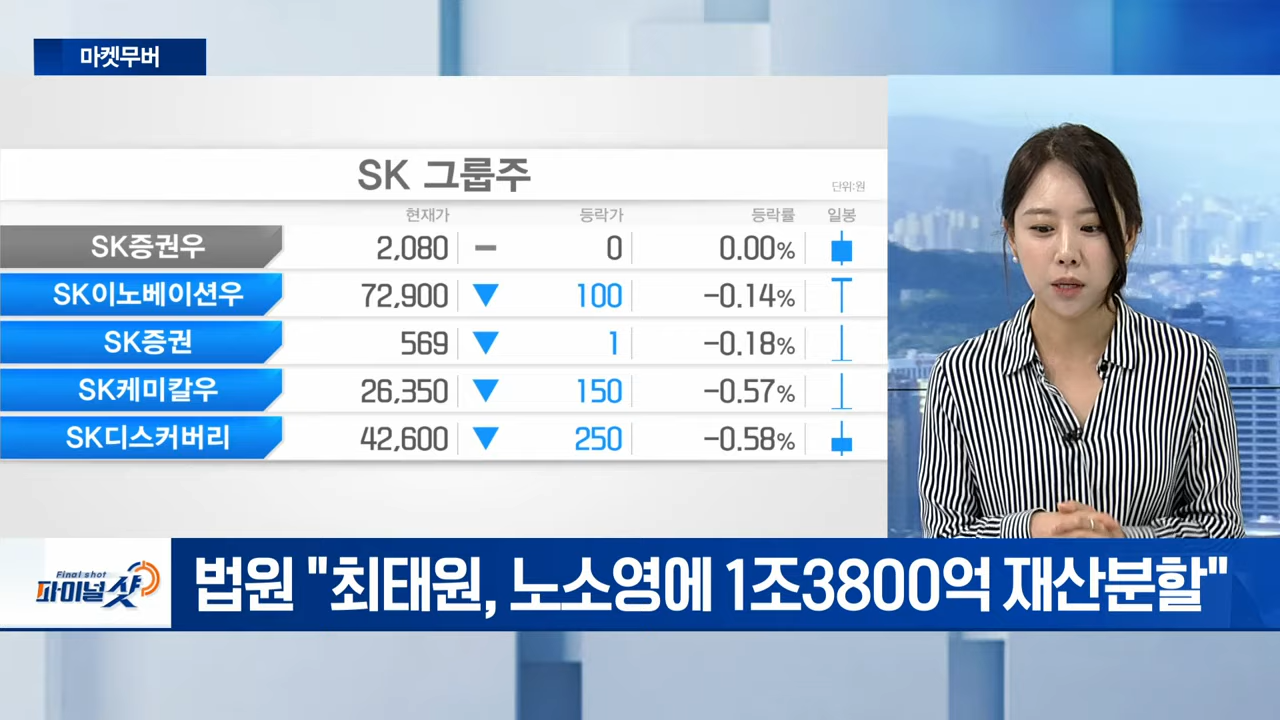 마켓무버
SK 그룹주
단위:원
현재가 등락가 등락률 일봉
SK증권우 2,080 0 0.00%
SK이노베이션우 72,900 ▼ 100 -0.14%
SK증권 569 ▼ 1 -0.18%
SK케미칼우 26,350 ▼ 150 -0.57%
SK디스커버리 42,600 ▼ 250 -0.58%
Final shot
파이널샷
법원 "최태원, 노소영에 1조3800억 재산분할"